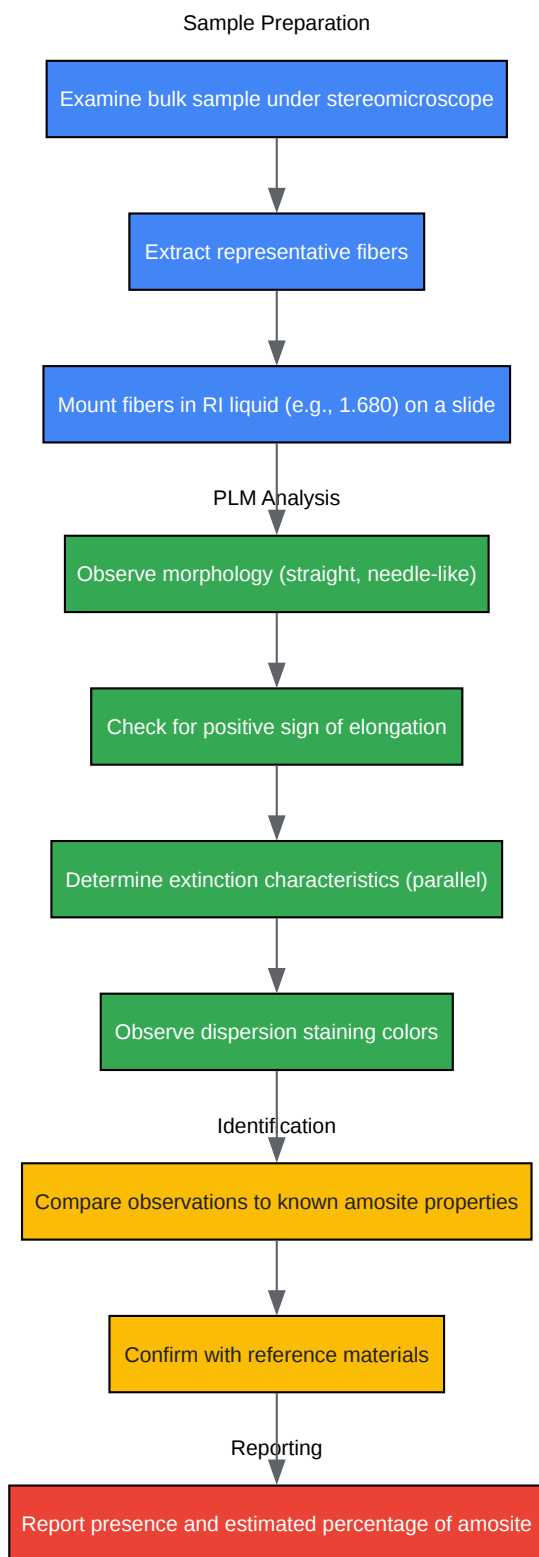 Sample Preparation
Examine bulk sample under stereomicroscope
Extract representative fibers
Mount fibers in RI liquid (e.g., 1.680) on a slide
PLM Analysis
Observe morphology (straight, needle-like)
Check for positive sign of elongation
Determine extinction characteristics (parallel)
Observe dispersion staining colors
Identification
Compare observations to known amosite properties
Confirm with reference materials
Reporting
Report presence and estimated percentage of amosite